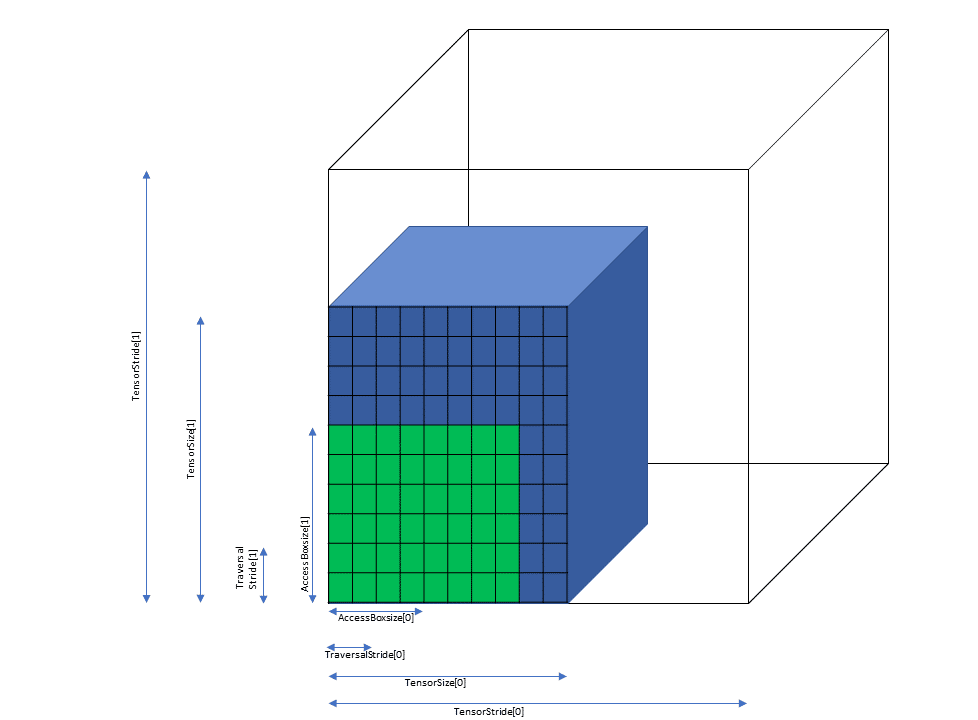 TensorStride[1]
TensorSize[1]
Traversal
Stride[1]
AccessBoxsize[1]
AccessBoxsize[0]
TraversalStride[0]
TensorSize[0]
TensorStride[0]